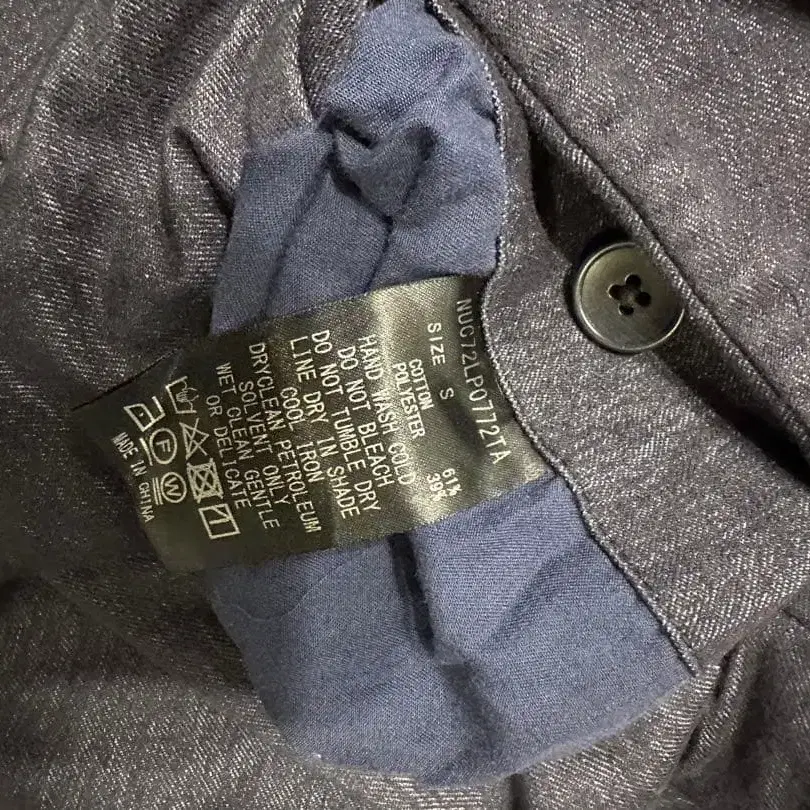 NUC72LP0772TA
SIZE S
COTTON 61%
POLYESTER 39%
HAND WASH COLD
DO NOT BLEACH
DO NOT TUMBLE DRY
LINE DRY IN SHADE
COOL IRON
DRYCLEAN PETROLEUM
SOLVENT ONLY
WET CLEAN GENTLE
OR DELICATE
F
W
MADE IN CHINA